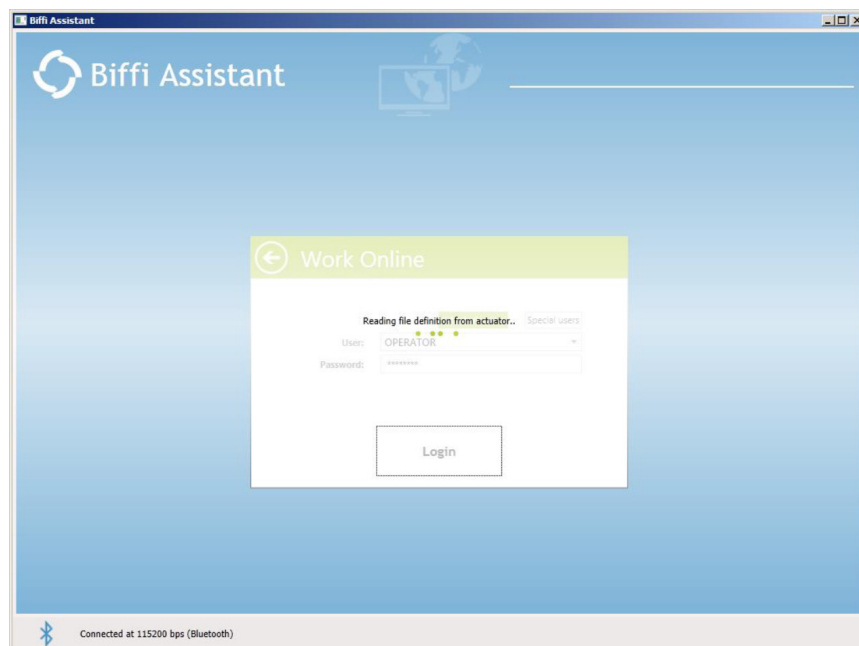 Biffi Assistant
Biffi Assistant
Work Online
Reading file definition from actuator..
Special users
User:
OPERATOR
Password:
********
Login
Connected at 115200 bps (Bluetooth)